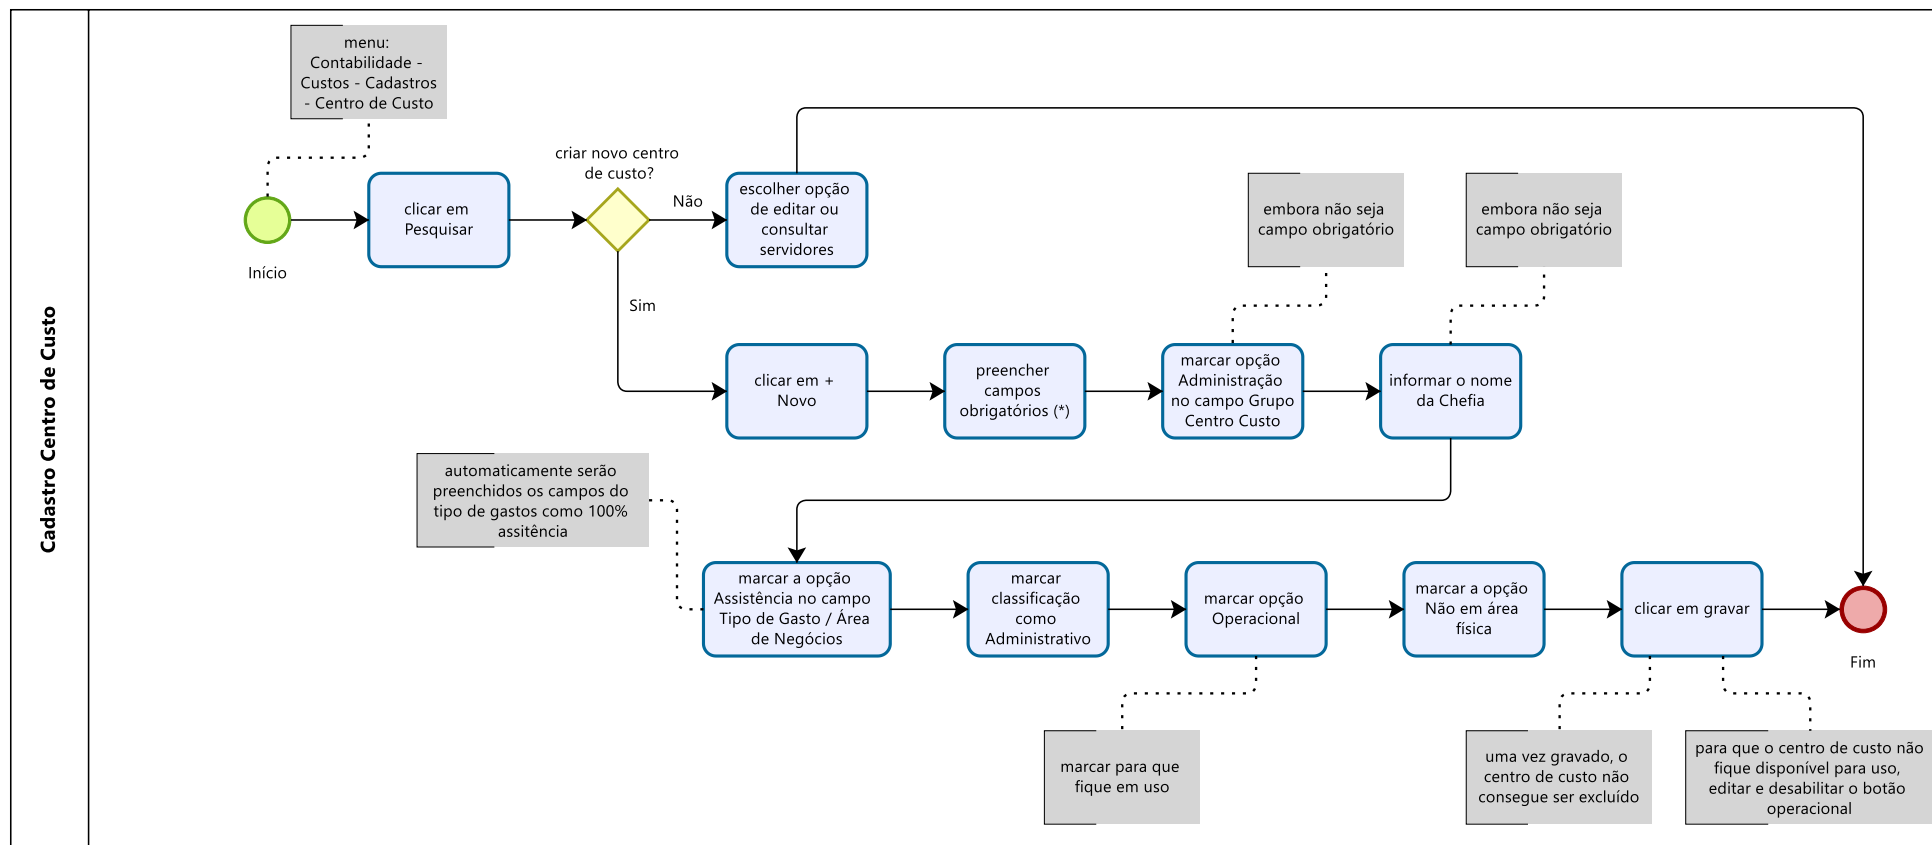 Cadastro Centro de Custo
menu:
Contabilidade -
Custos - Cadastros
- Centro de Custo
Início
clicar em
Pesquisar
criar novo centro
de custo?
Não
Sim
escolher opção
de editar ou
consultar
servidores
clicar em +
Novo
preencher
campos
obrigatórios (*)
embora não seja
campo obrigatório
marcar opção
Administração
no campo Grupo
Centro Custo
embora não seja
campo obrigatório
informar o nome
da Chefia
automaticamente serão
preenchidos os campos do
tipo de gastos como 100%
assitência
marcar a opção
Assistência no campo
Tipo de Gasto / Área
de Negócios
marcar
classificação
como
Administrativo
marcar opção
Operacional
marcar a opção
Não em área
física
clicar em gravar
Fim
marcar para que
fique em uso
uma vez gravado, o
centro de custo não
consegue ser excluído
para que o centro de custo não
fique disponível para uso,
editar e desabilitar o botão
operacional